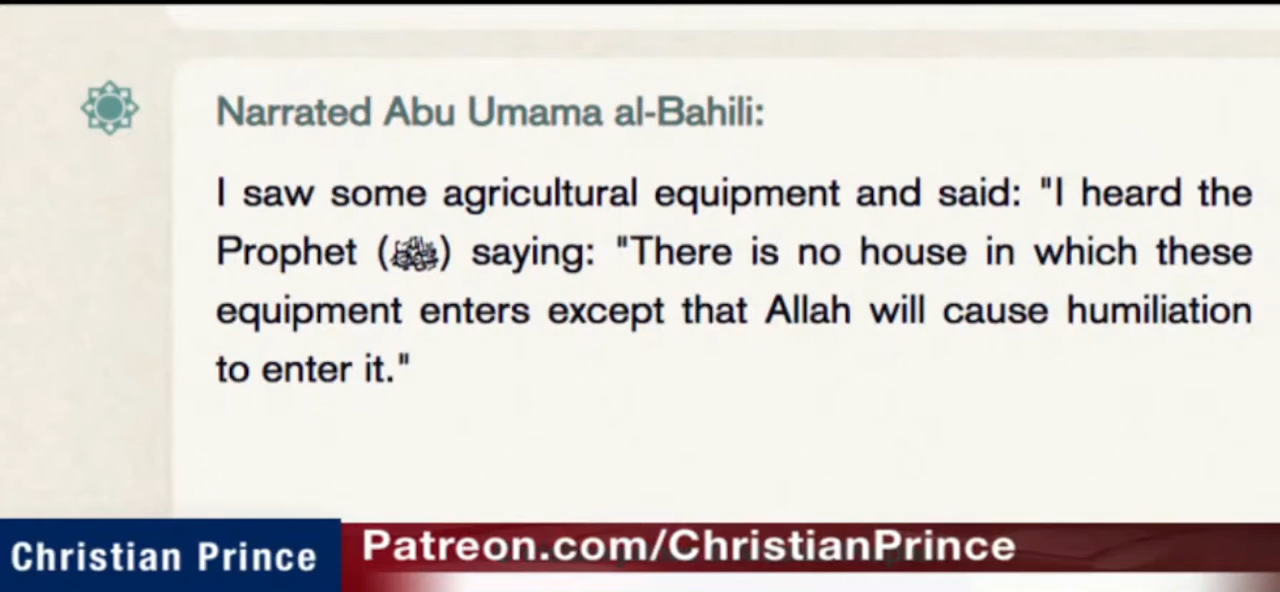 Narrated Abu Umama al-Bahili:
I saw some agricultural equipment and said: "I heard the
Prophet (ﷺ) saying: "There is no house in which these
equipment enters except that Allah will cause humiliation
to enter it."
Christian Prince
Patreon.com/ChristianPrince